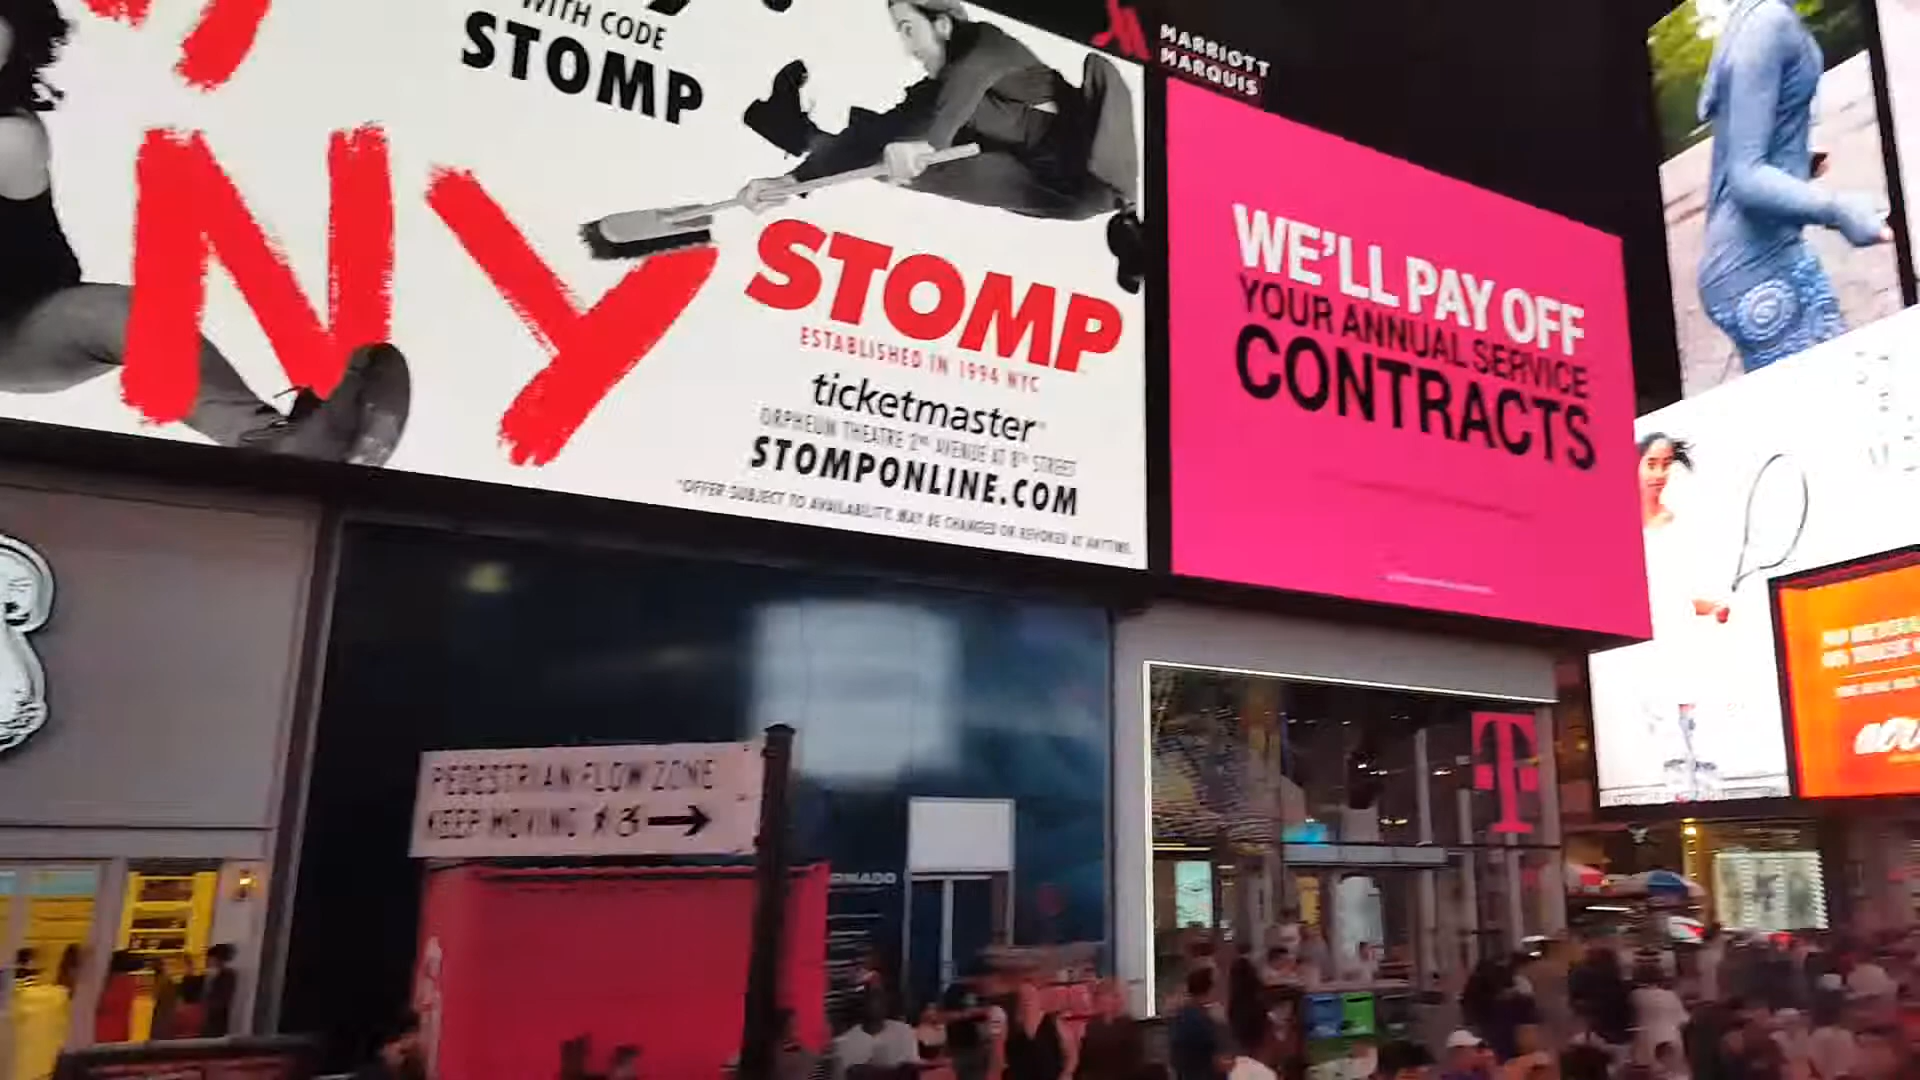 WITH CODE
STOMP
NY
STOMP
ESTABLISHED IN 1994 NYC
ticketmaster
ORPHEUM THEATRE 2ND AVENUE AT 8TH STREET
STOMPONLINE.COM
*OFFER SUBJECT TO AVAILABILITY. MAY BE CHANGED OR REVOKED AT ANYTIME.
MARRIOTT
MARQUIS
WE'LL PAY OFF
YOUR ANNUAL SERVICE
CONTRACTS
PEDESTRIAN FLOW ZONE
KEEP MOVING
T